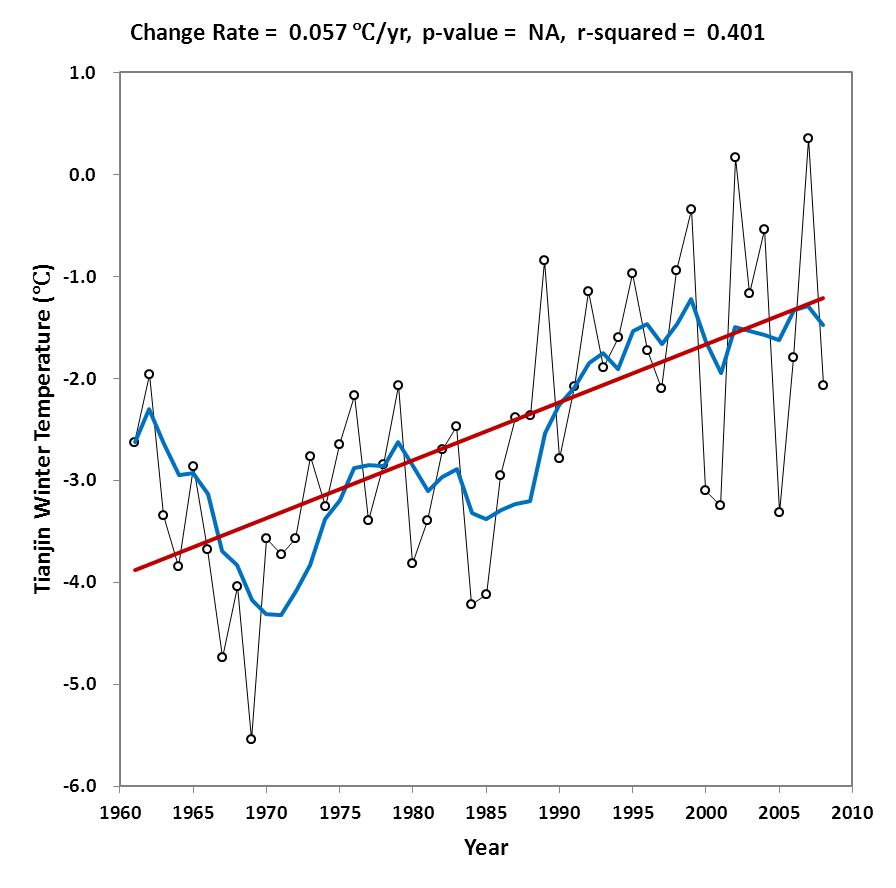 Change Rate = 0.057 ℃/yr, p-value = NA, r-squared = 0.401
1.0
0.0
-1.0
-2.0
-3.0
-4.0
-5.0
-6.0
Tianjin Winter Temperature (℃)
1960 1965 1970 1975 1980 1985 1990 1995 2000 2005 2010
Year